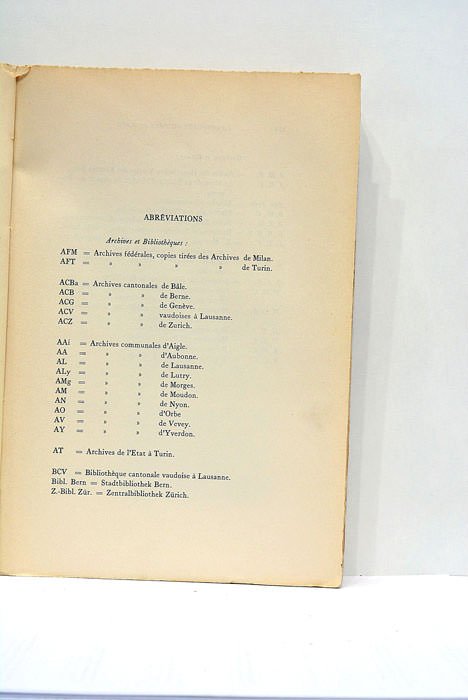 ABRÉVIATIONS
Archives et Bibliothèques :
AFM = Archives fédérales, copies tirées des Archives de Milan.
AFT = » » » » de Turin.
ACBa = Archives cantonales de Bâle.
ACB = » » de Berne.
ACG = » » de Genève.
ACV = » » vaudoises à Lausanne.
ACZ = » » de Zurich.
AAi = Archives communales d'Aigle.
AA = » » d'Aubonne.
AL = » » de Lausanne.
ALy = » » de Lutry.
AMg = » » de Morges.
AM = » » de Moudon.
AN = » » de Nyon.
AO = » » d'Orbe
AV = » » de Vevey.
AY = » » d'Yverdon.
AT = Archives de l'Etat à Turin.
BCV = Bibliothèque cantonale vaudoise à Lausanne.
Bibl. Bern = Stadtbibliothek Bern.
Z.-Bibl. Zür. = Zentralbibliothek Zürich.